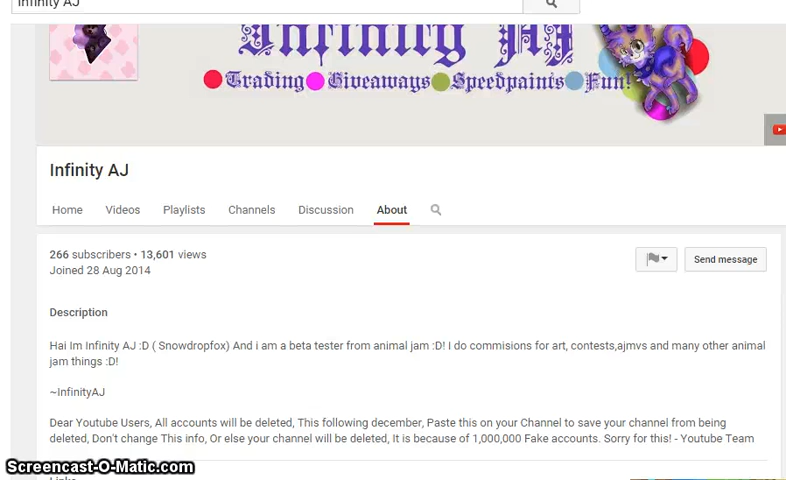 Infinity AJ
Infinity AJ
Trading Giveaways Speedpaints Fun!
Infinity AJ
Home Videos Playlists Channels Discussion About
266 subscribers • 13,601 views
Joined 28 Aug 2014
Send message
Description
Hai Im Infinity AJ :D ( Snowdropfox) And i am a beta tester from animal jam :D! I do commisions for art, contests,ajmvs and many other animal
jam things :D!
~InfinityAJ
Dear Youtube Users, All accounts will be deleted, This following december, Paste this on your Channel to save your channel from being
deleted, Don't change This info, Or else your channel will be deleted, It is because of 1,000,000 Fake accounts. Sorry for this! - Youtube Team
Screencast-O-Matic.com
Links